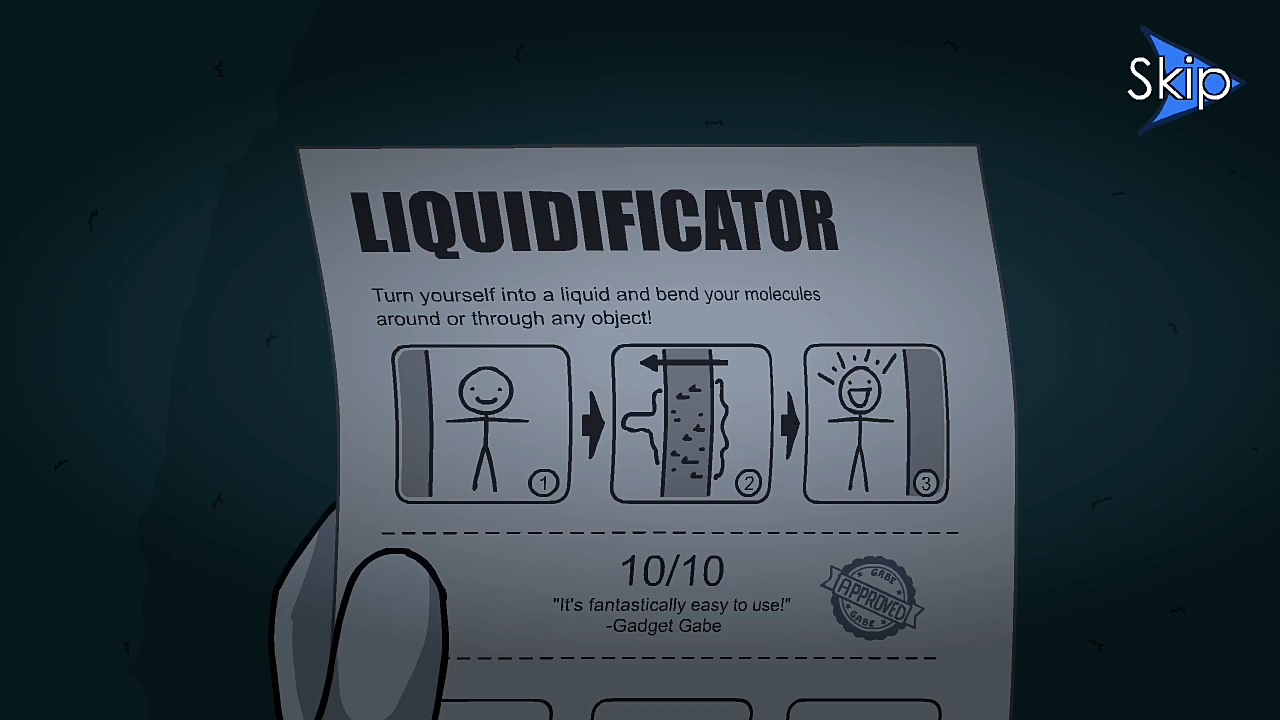 Skip
LIQUIDIFICATOR
Turn yourself into a liquid and bend your molecules
around or through any object!
1
2
3
10/10
"It's fantastically easy to use!"
-Gadget Gabe
GABE
APPROVED
GABE